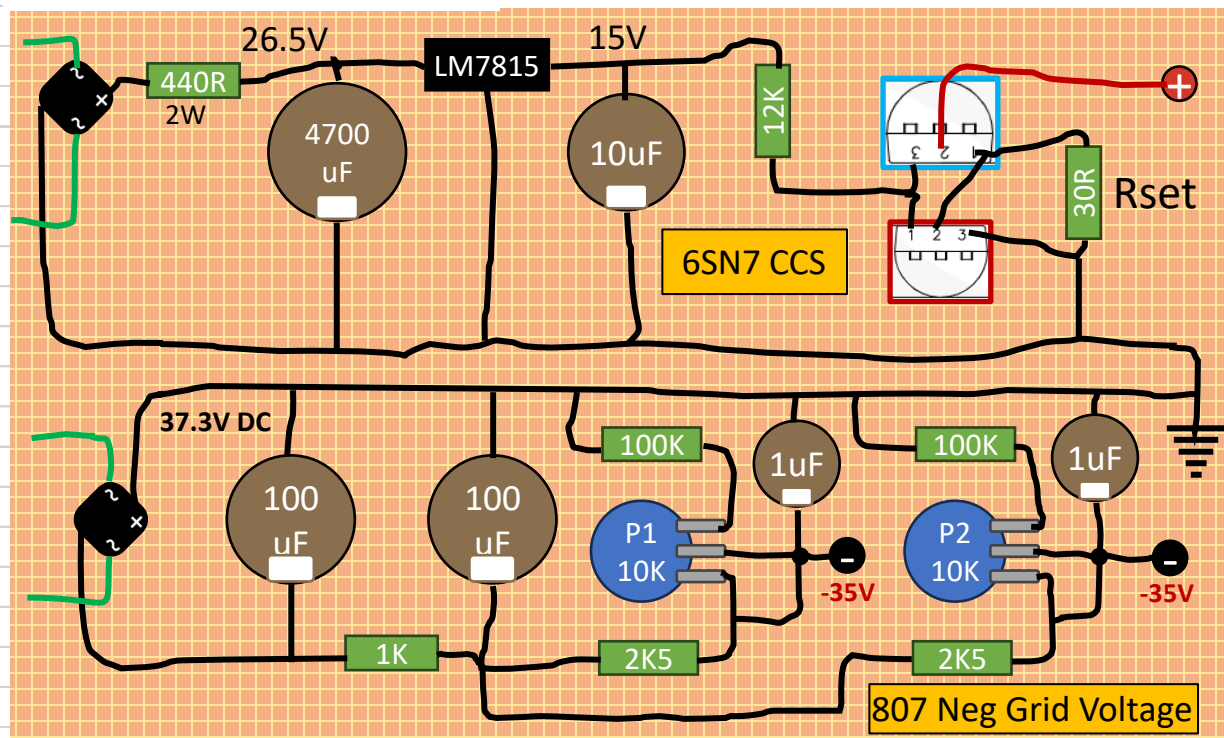 26.5V
15V
~
+
~
440R
2W
LM7815
4700
uF
10uF
12K
3 2 1
1 2 3
+
30R
Rset
6SN7 CCS
37.3V DC
~
+
~
100
uF
100
uF
100K
1uF
100K
1uF
P1
10K
-
-35V
P2
10K
-
-35V
1K
2K5
2K5
807 Neg Grid Voltage